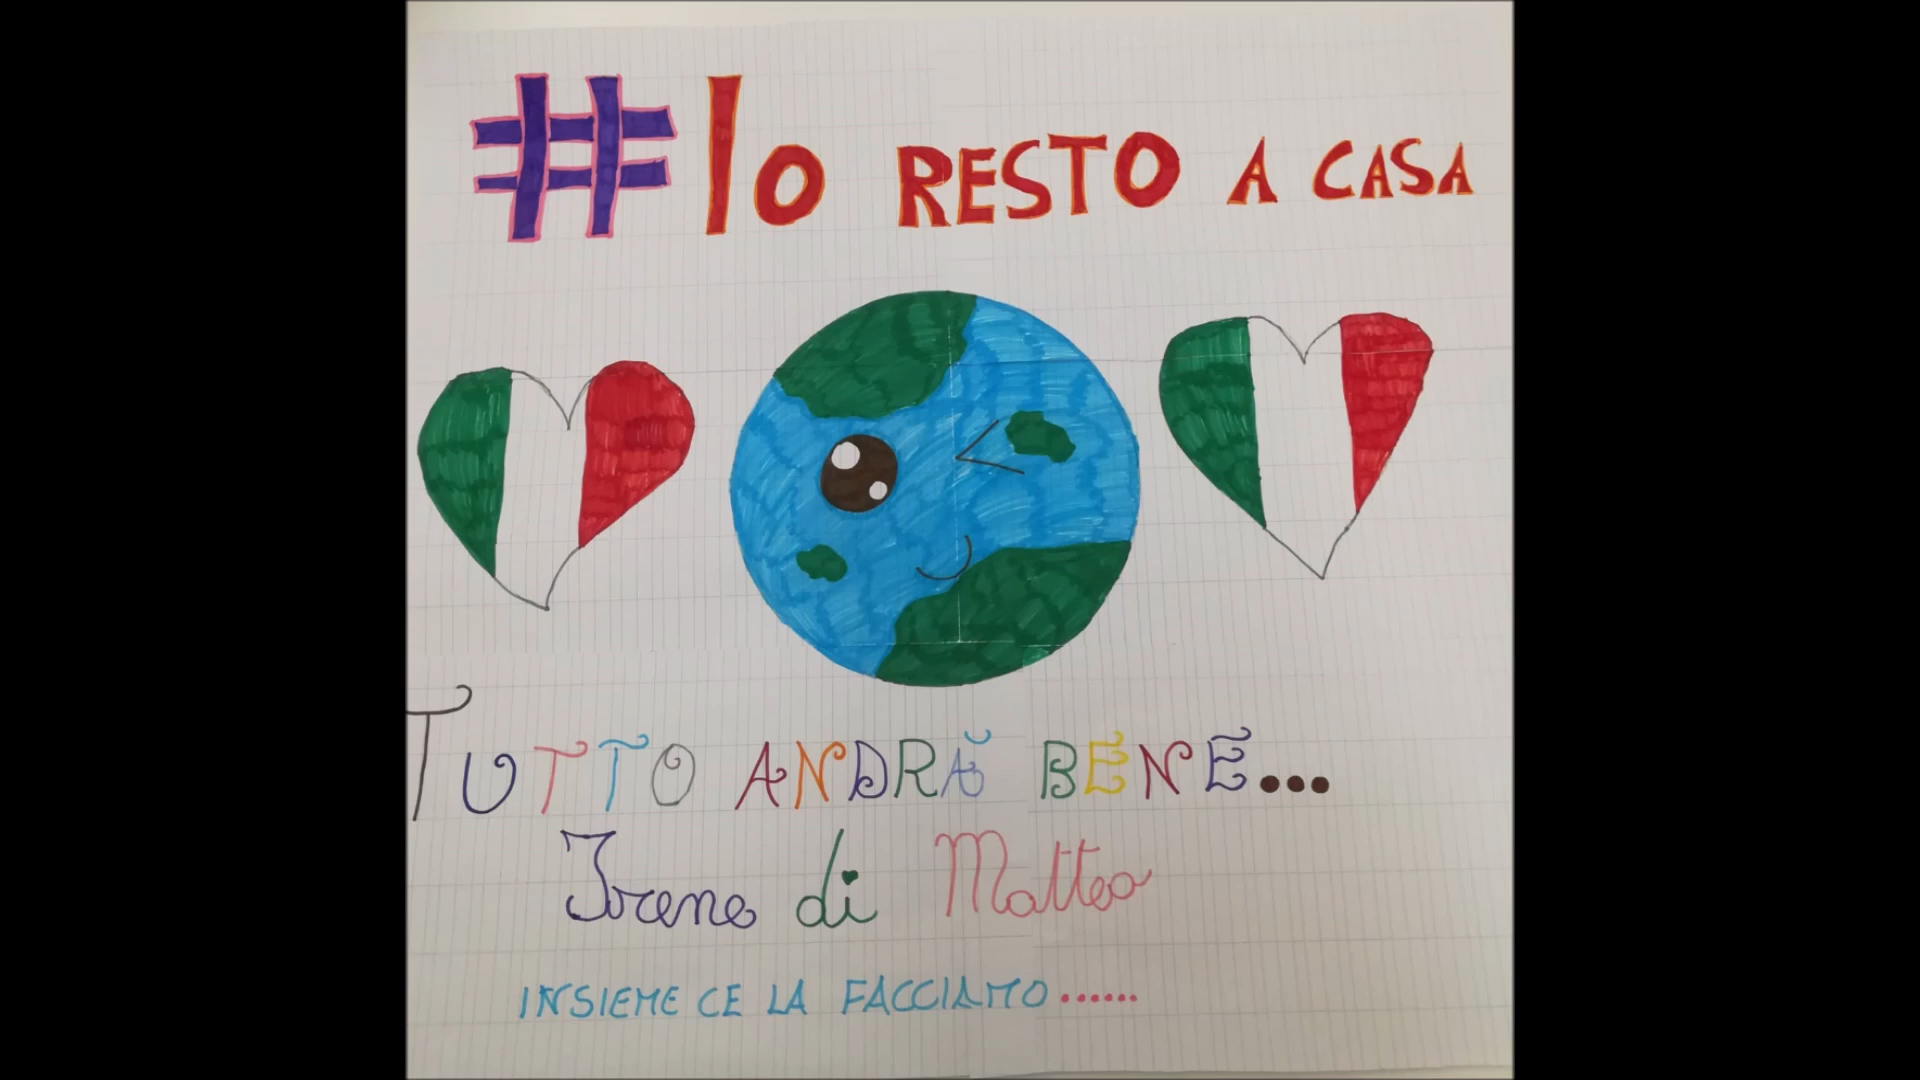 #Io RESTO A CASA
TUTTO ANDRÀ BENE...
Irene di Matteo
INSIEME CE LA FACCIAMO......